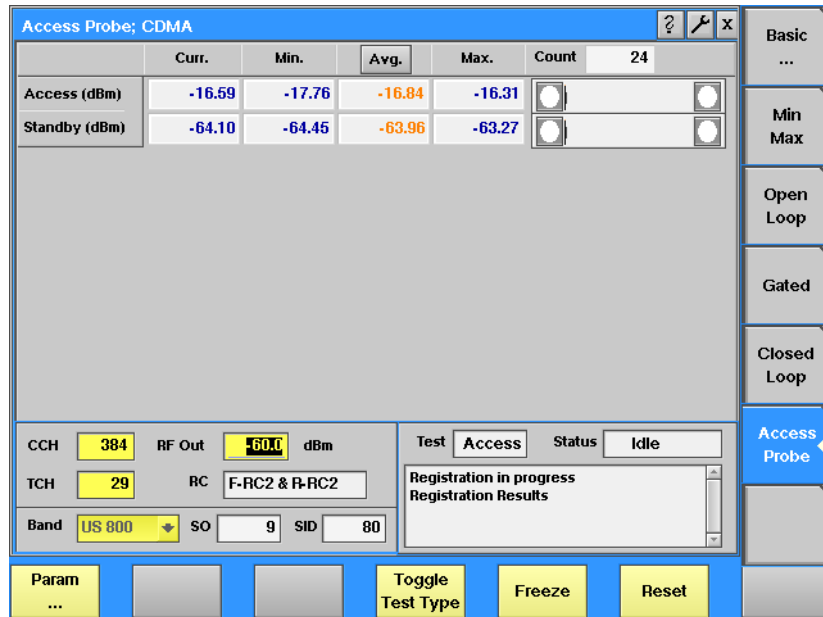 Access Probe; CDMA ? x
Curr. Min. Avg. Max. Count 24
Access (dBm) -16.59 -17.76 -16.84 -16.31
Standby (dBm) -64.10 -64.45 -63.96 -63.27
CCH 384 RF Out -60.0 dBm
TCH 29 RC F-RC2 & R-RC2
Band US 800 SO 9 SID 80
Test Access Status Idle
Registration in progress
Registration Results
Basic
...
Min
Max
Open
Loop
Gated
Closed
Loop
Access
Probe
Param
...
Toggle
Test Type
Freeze
Reset